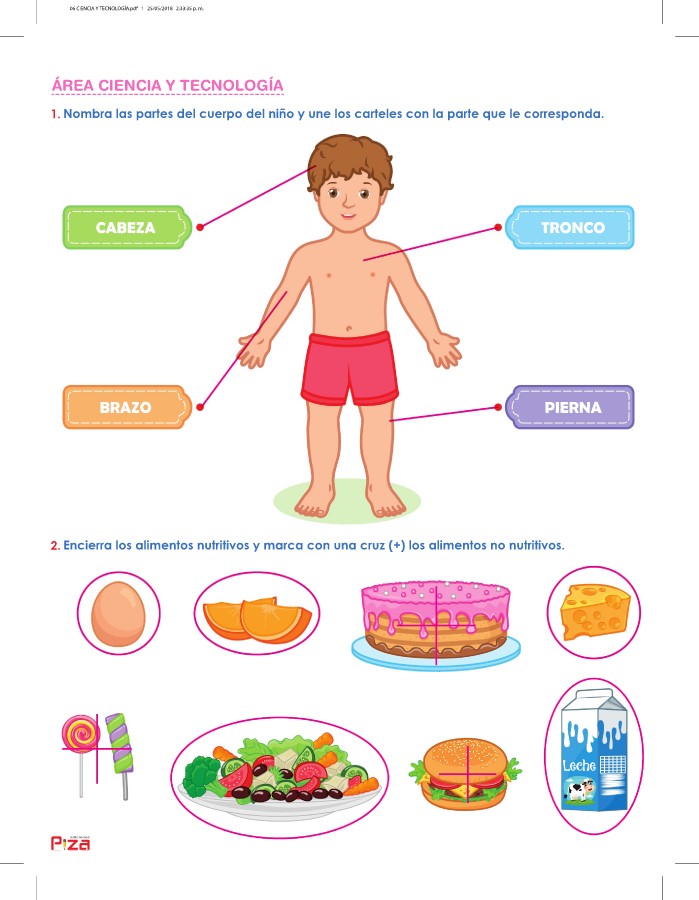 06 CIENCIA Y TECNOLOGÍA.pdf 1 25/05/2018 2:33:35 p.m.
ÁREA CIENCIA Y TECNOLOGÍA
1. Nombra las partes del cuerpo del niño y une los carteles con la parte que le corresponda.
CABEZA
TRONCO
BRAZO
PIERNA
2. Encierra los alimentos nutritivos y marca con una cruz (+) los alimentos no nutritivos.
Leche
Piza